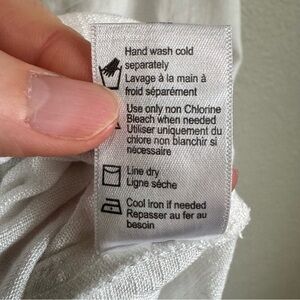 Hand wash cold
separately
Lavage à la main à
froid séparément
Use only non Chlorine
Bleach when needed
Utiliser uniquement du
chlore non blanchir si
nécessaire
Line dry
Ligne sèche
Cool iron if needed
Repasser au fer au
besoin